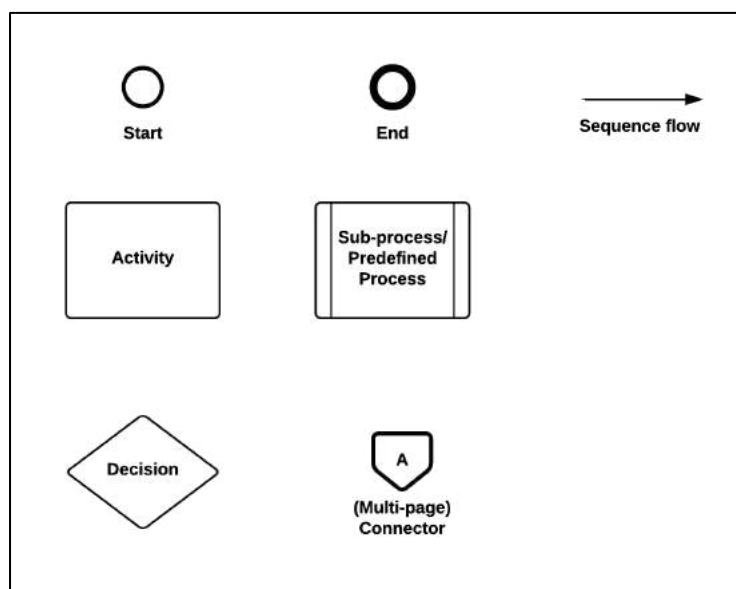 Start
End
Sequence flow
Activity
Sub-process/
Predefined
Process
Decision
A
(Multi-page)
Connector